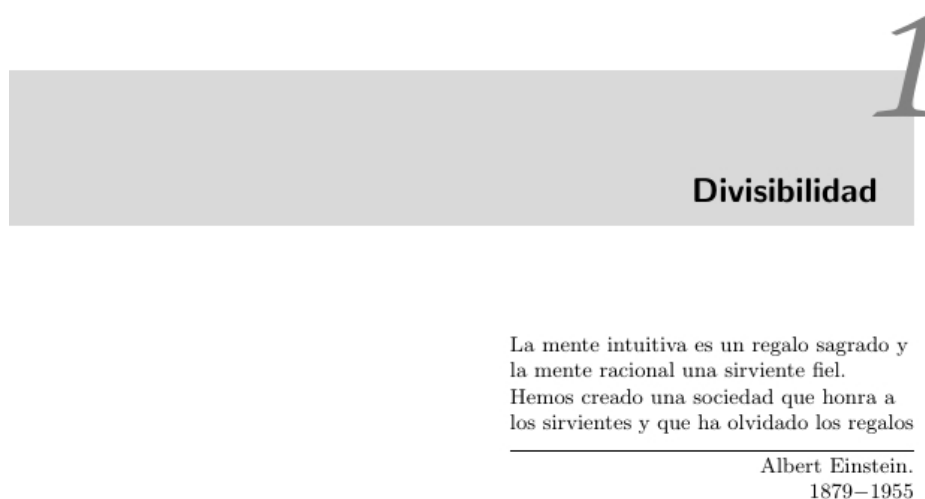 1
Divisibilidad
La mente intuitiva es un regalo sagrado y
la mente racional una sirviente fiel.
Hemos creado una sociedad que honra a
los sirvientes y que ha olvidado los regalos
Albert Einstein.
1879−1955